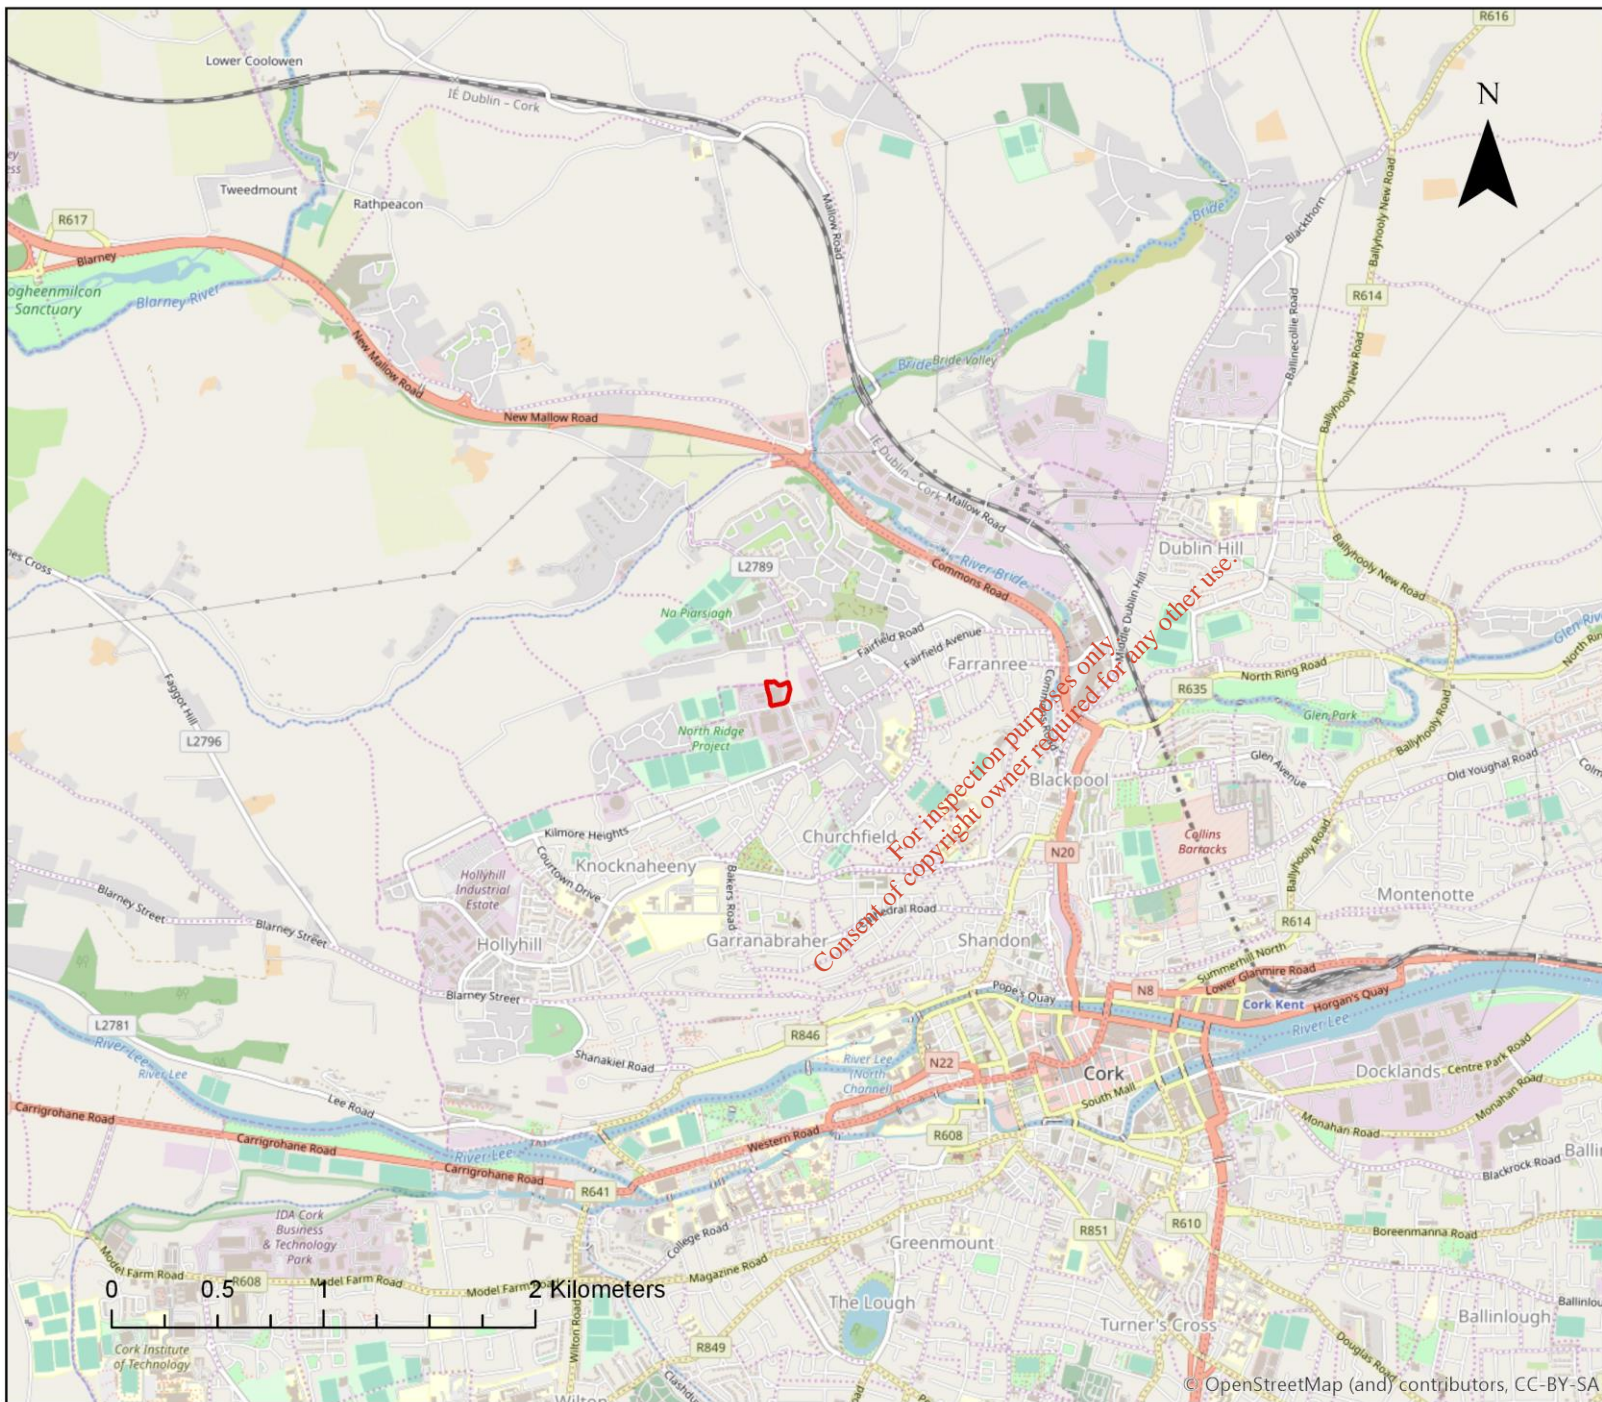 R616
Lower Coolowen
IÉ Dublin – Cork
N
Tweedmount
Rathpeacon
Mallow Road
Bride
Blackthorn
Ballyhooly New Road
R617
Blarney
Sanctuary
Blarney River
R614
Ballinecollie Road
New Mallow Road
New Mallow Road
Bride
Bride Valley
Ballyhooly New Road
IÉ Dublin – Cork
Mallow Road
Dublin Hill
Ballyhooly New Road
River Bride
Commons Road
L2789
Na Piarsiagh
Middle Dublin Hill
Fairfield Road
Fairfield Avenue
Farranree
North Ring Road
R635
Glen Park
Faggot Hill
L2796
North Ridge
Project
Ballyhooly Road
Glen Avenue
Old Youghal Road
Blackpool
Kilmore Heights
Churchfield
Collins
Barracks
Knocknaheeny
Courtown Drive
N20
Ballyhooly Road
Hollyhill
Industrial
Estate
Bakers Road
Montenotte
Blarney Street
Blarney Street
R614
Hollyhill
Garranabraher
Shandon
Summerhill North
Lower Glanmire Road
Blarney Street
Pope's Quay
N8
Cork Kent
Horgan's Quay
River Lee
L2781
River Lee
River Lee
R846
River Lee
(North
Channel)
N22
Shanakiel Road
Cork
Docklands
Centre Park Road
Lee Road
South Mall
Monahan Road
Monahan Road
Carrigrohane Road
Carrigrohane Road
Carrigrohane Road
River Lee
Western Road
R608
Blackrock Road
R641
IDA Cork
Business
& Technology
Park
College Road
R851
R610
Boreenmanna Road
Greenmount
Magazine Road
Model Farm Road
R608
Model Farm Road
Model Farm Road
0 0.5 1 2 Kilometers
Wilton Road
The Lough
Turner's Cross
Ballinlough
R849
Douglas Road
Cork Institute
of Technology
Wilton
For inspection purposes only.
Consent of copyright owner required for any other use.
© OpenStreetMap (and) contributors, CC-BY-SA